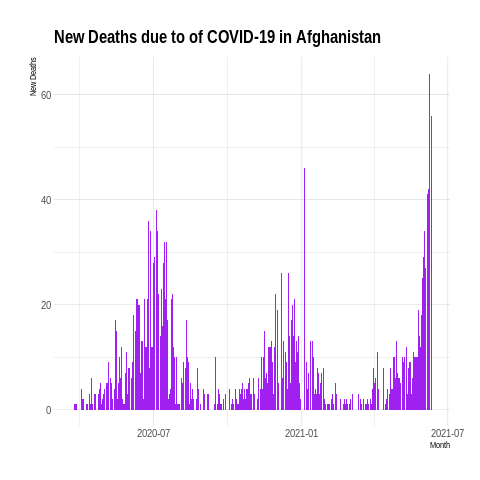 New Deaths due to of COVID-19 in Afghanistan
New Deaths
60
40
20
0
2020-07
2021-01
2021-07
Month